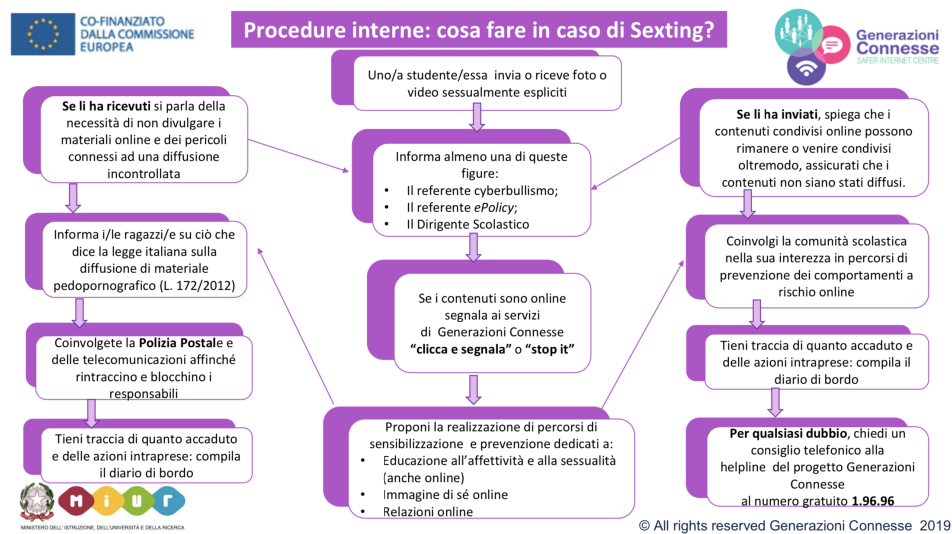 CO-FINANZIATO
DALLA COMMISSIONE
EUROPEA
Procedure interne: cosa fare in caso di Sexting?
Generazioni
Connesse
SAFER INTERNET CENTRE
Uno/a studente/essa invia o riceve foto o
video sessualmente espliciti
Se li ha ricevuti si parla della
necessità di non divulgare i
materiali online e dei pericoli
connessi ad una diffusione
incontrollata
Informa i/le ragazzi/e su ciò che
dice la legge italiana sulla
diffusione di materiale
pedopornografico (L. 172/2012)
Coinvolgete la Polizia Postale e
delle telecomunicazioni affinché
rintraccino e blocchino i
responsabili
Tieni traccia di quanto accaduto
e delle azioni intraprese: compila
il diario di bordo
Informa almeno una di queste
figure:
• Il referente cyberbullismo;
• Il referente ePolicy;
• Il Dirigente Scolastico
Se i contenuti sono online
segnala ai servizi
di Generazioni Connesse
“clicca e segnala” o “stop it”
Proponi la realizzazione di percorsi di
sensibilizzazione e prevenzione dedicati a:
• Educazione all’affettività e alla sessualità
(anche online)
• Immagine di sé online
• Relazioni online
Se li ha inviati, spiega che i
contenuti condivisi online possono
rimanere o venire condivisi
oltremodo, assicurati che i
contenuti non siano stati diffusi.
Coinvolgi la comunità scolastica
nella sua interezza in percorsi di
prevenzione dei comportamenti a
rischio online
Tieni traccia di quanto accaduto e
delle azioni intraprese: compila il
diario di bordo
Per qualsiasi dubbio, chiedi un
consiglio telefonico alla
helpline del progetto Generazioni
Connesse
al numero gratuito 1.96.96
miur
MINISTERO DELL’ ISTRUZIONE, DELL’UNIVERSITÀ E DELLA RICERCA
© All rights reserved Generazioni Connesse 2019